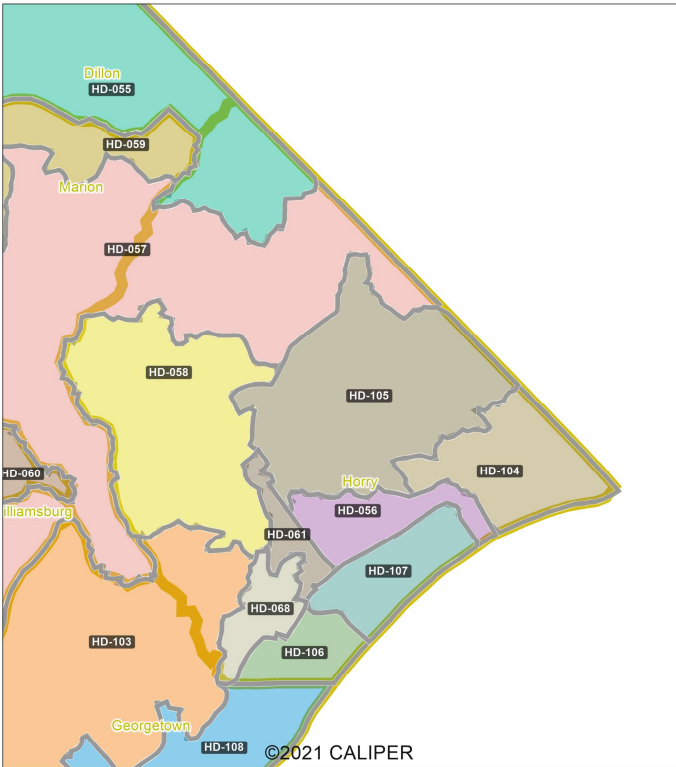 Dillon
HD-055
HD-059
Marion
HD-057
HD-058
HD-105
HD-104
HD-060
Horry
HD-056
illiamsburg
HD-061
HD-107
HD-068
HD-103
HD-106
Georgetown
HD-108
©2021 CALIPER